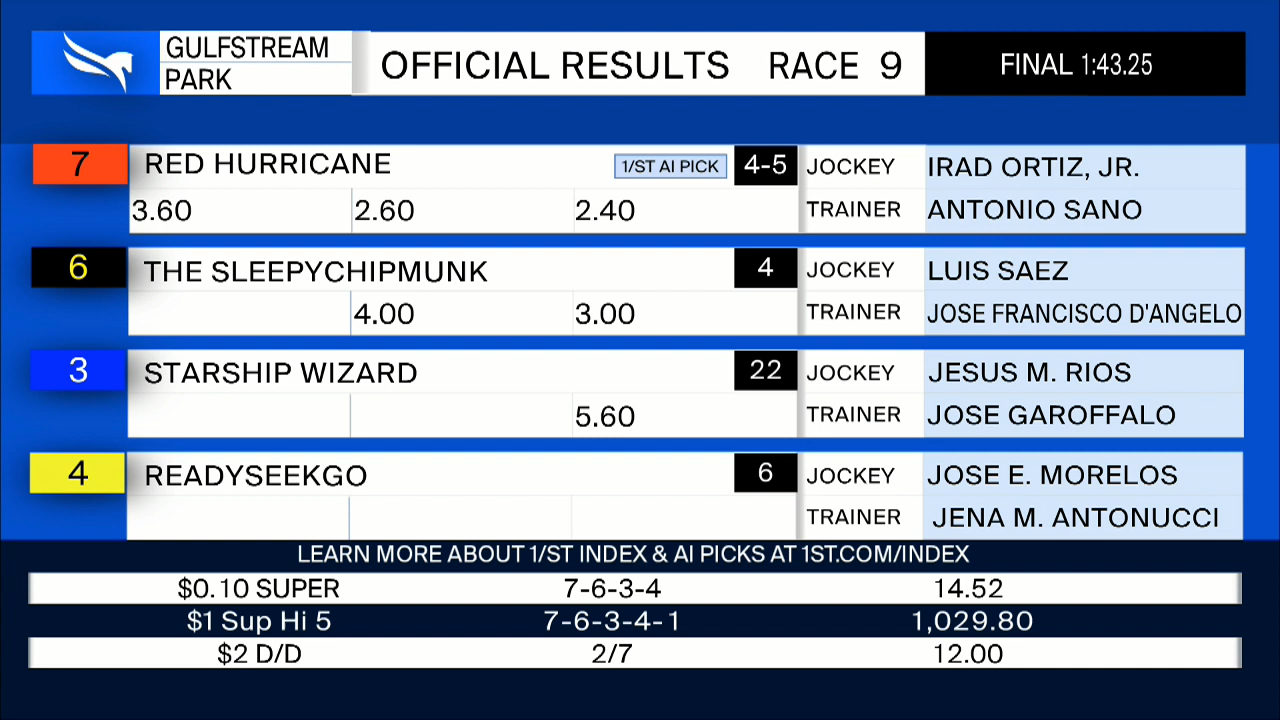 GULFSTREAM PARK
OFFICIAL RESULTS RACE 9
FINAL 1:43.25
7 RED HURRICANE 1/ST AI PICK 4-5 JOCKEY IRAD ORTIZ, JR.
3.60 2.60 2.40 TRAINER ANTONIO SANO
6 THE SLEEPYCHIPMUNK 4 JOCKEY LUIS SAEZ
4.00 3.00 TRAINER JOSE FRANCISCO D'ANGELO
3 STARSHIP WIZARD 22 JOCKEY JESUS M. RIOS
5.60 TRAINER JOSE GAROFFALO
4 READYSEEKGO 6 JOCKEY JOSE E. MORELOS
TRAINER JENA M. ANTONUCCI
LEARN MORE ABOUT 1/ST INDEX & AI PICKS AT 1ST.COM/INDEX
$0.10 SUPER 7-6-3-4 14.52
$1 Sup Hi 5 7-6-3-4-1 1,029.80
$2 D/D 2/7 12.00